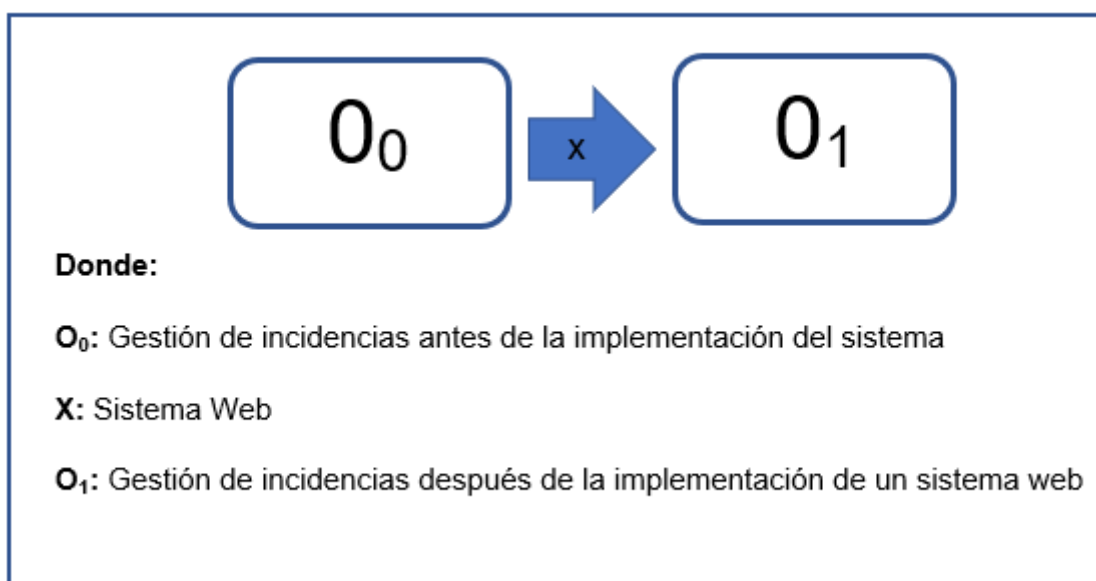 0₀
x
0₁
Donde:
O₀: Gestión de incidencias antes de la implementación del sistema
X: Sistema Web
O₁: Gestión de incidencias después de la implementación de un sistema web